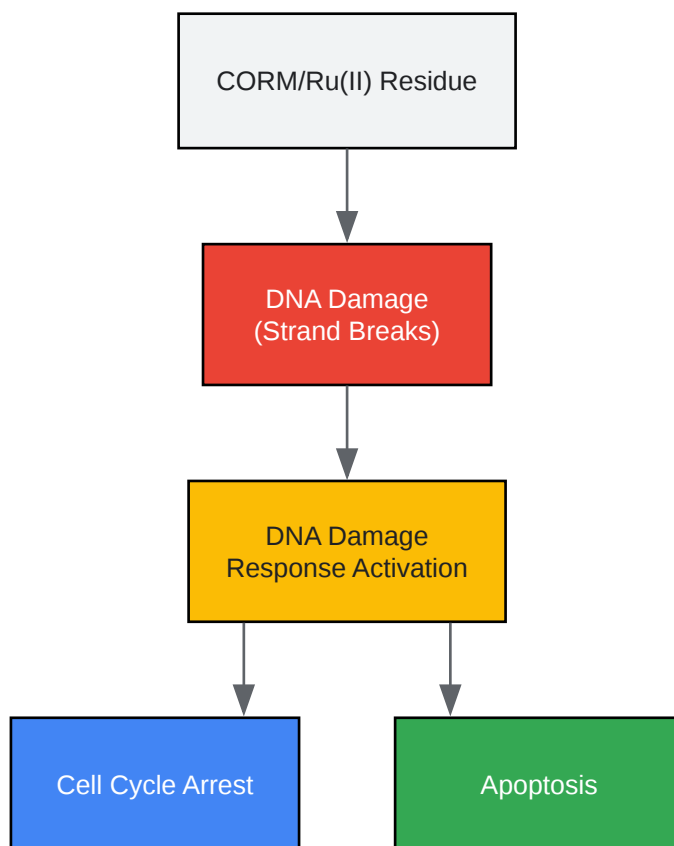 CORM/Ru(II) Residue
DNA Damage
(Strand Breaks)
DNA Damage
Response Activation
Cell Cycle Arrest
Apoptosis